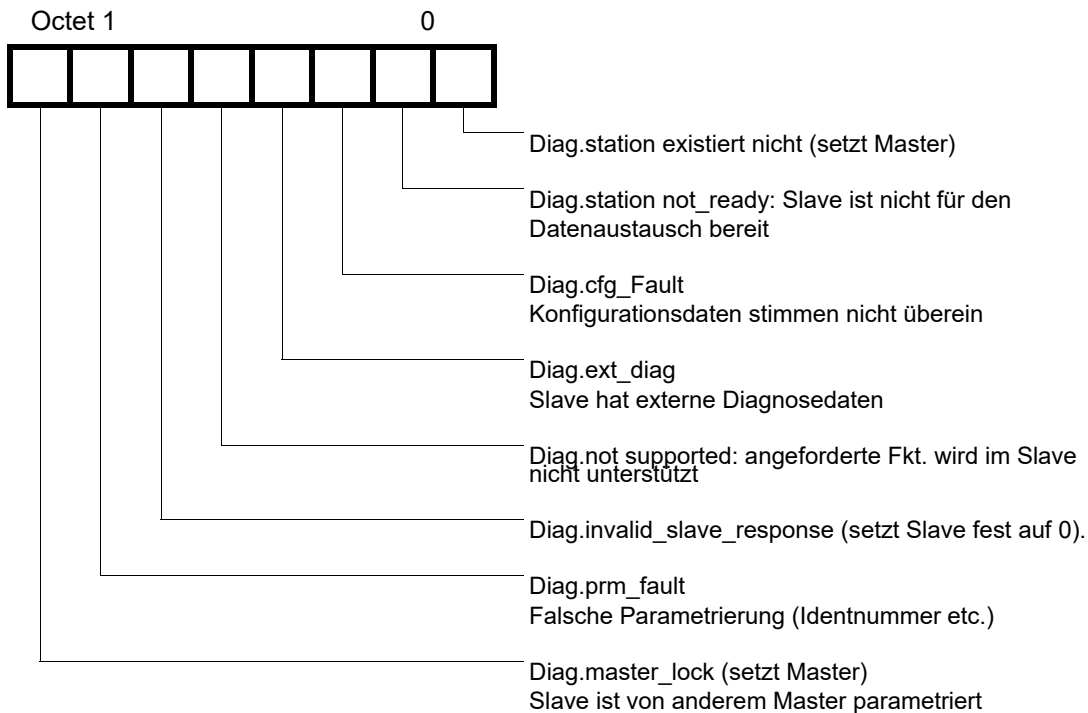 Octet 1 0
Diag.station existiert nicht (setzt Master)
Diag.station not_ready: Slave ist nicht für den
Datenaustausch bereit
Diag.cfg_Fault
Konfigurationsdaten stimmen nicht überein
Diag.ext_diag
Slave hat externe Diagnosedaten
Diag.not supported: angeforderte Fkt. wird im Slave
nicht unterstützt
Diag.invalid_slave_response (setzt Slave fest auf 0).
Diag.prm_fault
Falsche Parametrierung (Identnummer etc.)
Diag.master_lock (setzt Master)
Slave ist von anderem Master parametriert